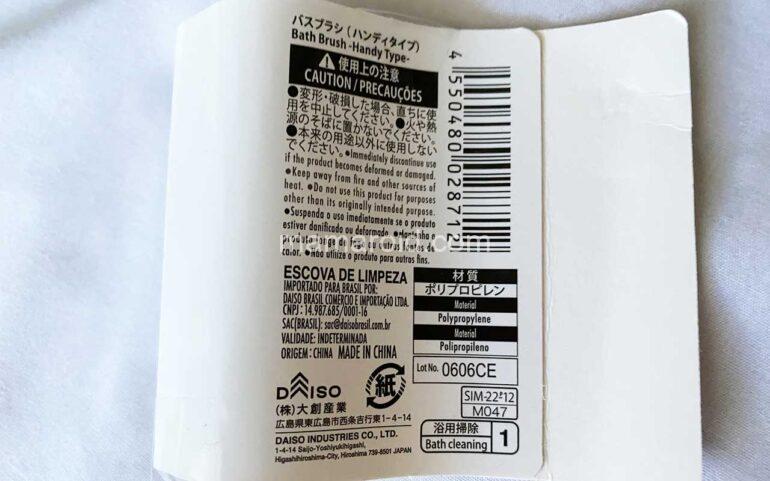 バスブラシ（ハンディタイプ）
Bath Brush -Handy Type-
使用上の注意
CAUTION / PRECAUÇÕES
●変形・破損した場合、直ちに使
用を中止してください。●火や熱
源のそばに置かないでください。
●本来の用途以外に使用しない
でください。●Immediately discontinue use
if the product becomes deformed or damaged.
●Keep away from fire and other sources of
heat. ●Do not use this product for purposes
other than its originally intended purpose.
●Suspenda o uso imediatamente se o produto
estiver danificado ou deformado. ●Mantenha o
fontes de
calor. ●Não utilize o produto para outros fins.
mamaroid.com
4 550480 028712
ESCOVA DE LIMPEZA
IMPORTADO PARA BRASIL POR:
DAISO BRASIL COMÉRCIO E IMPORTAÇÃO LTDA.
CNPJ: 14.987.685/0001-16
SAC(BRASIL): sac@daisobrasil.com.br
VALIDADE: INDETERMINADA
ORIGEM: CHINA MADE IN CHINA
材質
ポリプロピレン
Material
Polypropylene
Material
Polipropileno
Lot No. 0606CE
SIM-22#12
M047
浴用掃除
Bath cleaning 1
DAISO
紙
(株)大創産業
広島県東広島市西条吉行東1-4-14
DAISO INDUSTRIES CO., LTD.
1-4-14 Saijo-Yoshiyukihigashi,
Higashihiroshima-City, Hiroshima 739-8501 JAPAN